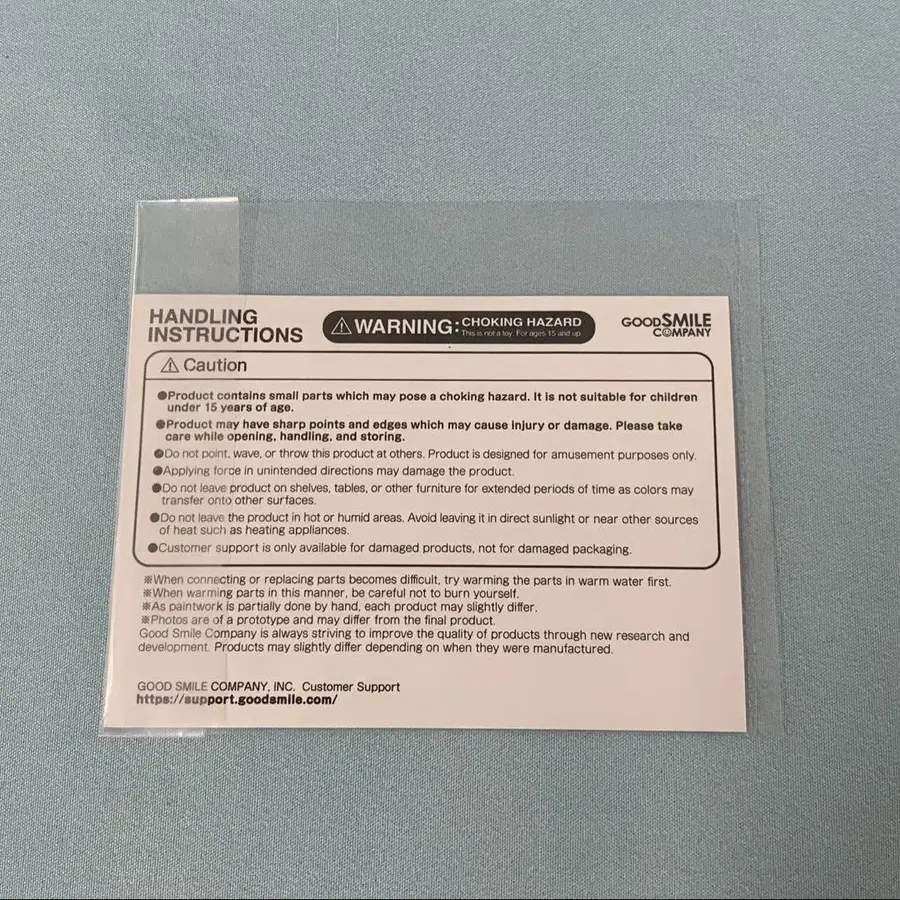 HANDLING
INSTRUCTIONS
⚠WARNING: CHOKING HAZARD
This is not a toy. For ages 15 and up.
GOODSMILE
COMPANY
⚠ Caution
●Product contains small parts which may pose a choking hazard. It is not suitable for children
under 15 years of age.
●Product may have sharp points and edges which may cause injury or damage. Please take
care while opening, handling, and storing.
●Do not point, wave, or throw this product at others. Product is designed for amusement purposes only.
●Applying force in unintended directions may damage the product.
●Do not leave product on shelves, tables, or other furniture for extended periods of time as colors may
transfer onto other surfaces.
●Do not leave the product in hot or humid areas. Avoid leaving it in direct sunlight or near other sources
of heat such as heating appliances.
●Customer support is only available for damaged products, not for damaged packaging.
※When connecting or replacing parts becomes difficult, try warming the parts in warm water first.
※When warming parts in this manner, be careful not to burn yourself.
※As paintwork is partially done by hand, each product may slightly differ.
※Photos are of a prototype and may differ from the final product.
Good Smile Company is always striving to improve the quality of products through new research and
development. Products may slightly differ depending on when they were manufactured.
GOOD SMILE COMPANY, INC. Customer Support
https://support.goodsmile.com/